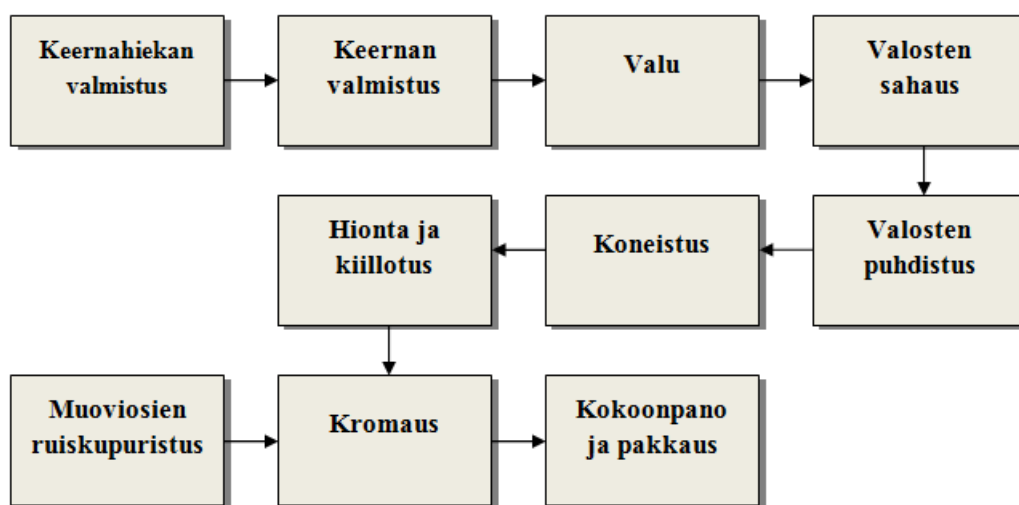 Keernahiekan
valmistus
Keernan
valmistus
Valu
Valosten
sahaus
Hionta ja
kiillotus
Koneistus
Valosten
puhdistus
Muoviosien
ruiskupuristus
Kromaus
Kokoonpano
ja pakkaus